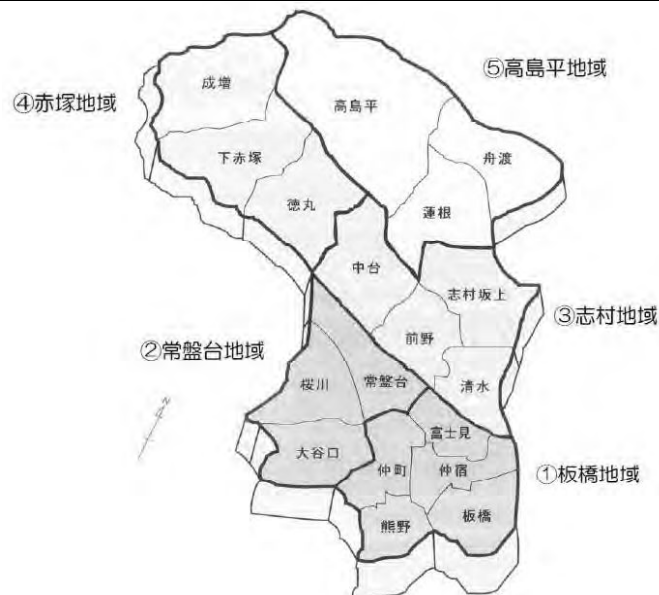 ⑤高島平地域
成増
④赤塚地域
高島平
下赤塚
舟渡
徳丸
蓮根
中台
志村坂上
③志村地域
前野
②常盤台地域
桜川
常盤台
清水
富士見
大谷口
仲町
仲宿
①板橋地域
熊野
板橋